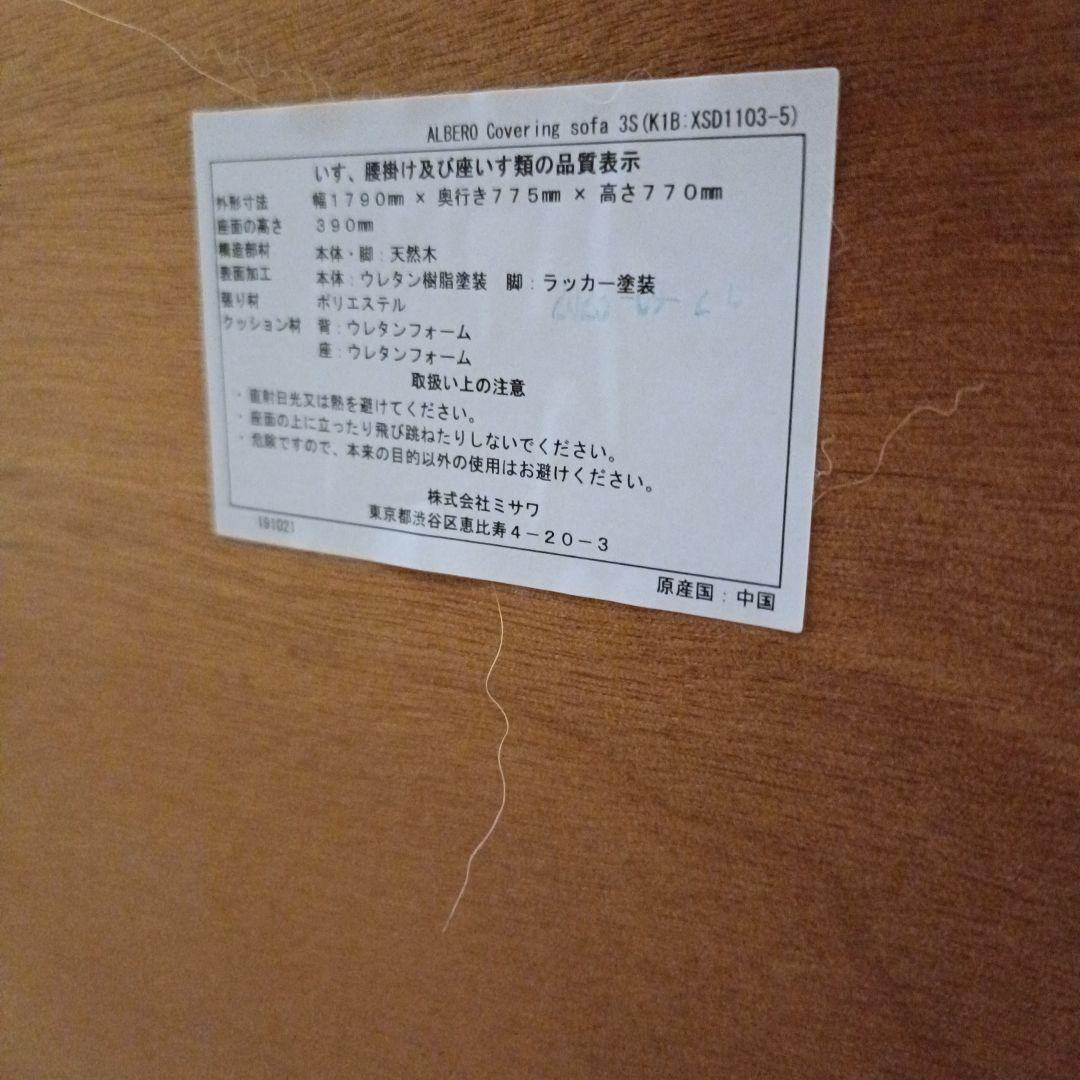 ALBERO Covering sofa 3S(K1B:XSD1103-5)
いす、腰掛け及び座いす類の品質表示
外形寸法 幅1790㎜ × 奥行き775㎜ × 高さ770㎜
座面の高さ 390㎜
構造部材 本体・脚:天然木
表面加工 本体:ウレタン樹脂塗装 脚:ラッカー塗装
張り材 ポリエステル
クッション材 背:ウレタンフォーム
座:ウレタンフォーム
取扱い上の注意
・直射日光又は熱を避けてください。
・座面の上に立ったり飛び跳ねたりしないでください。
・危険ですので、本来の目的以外の使用はお避けください。
株式会社ミサワ
東京都渋谷区恵比寿4-20-3
191021
原産国:中国